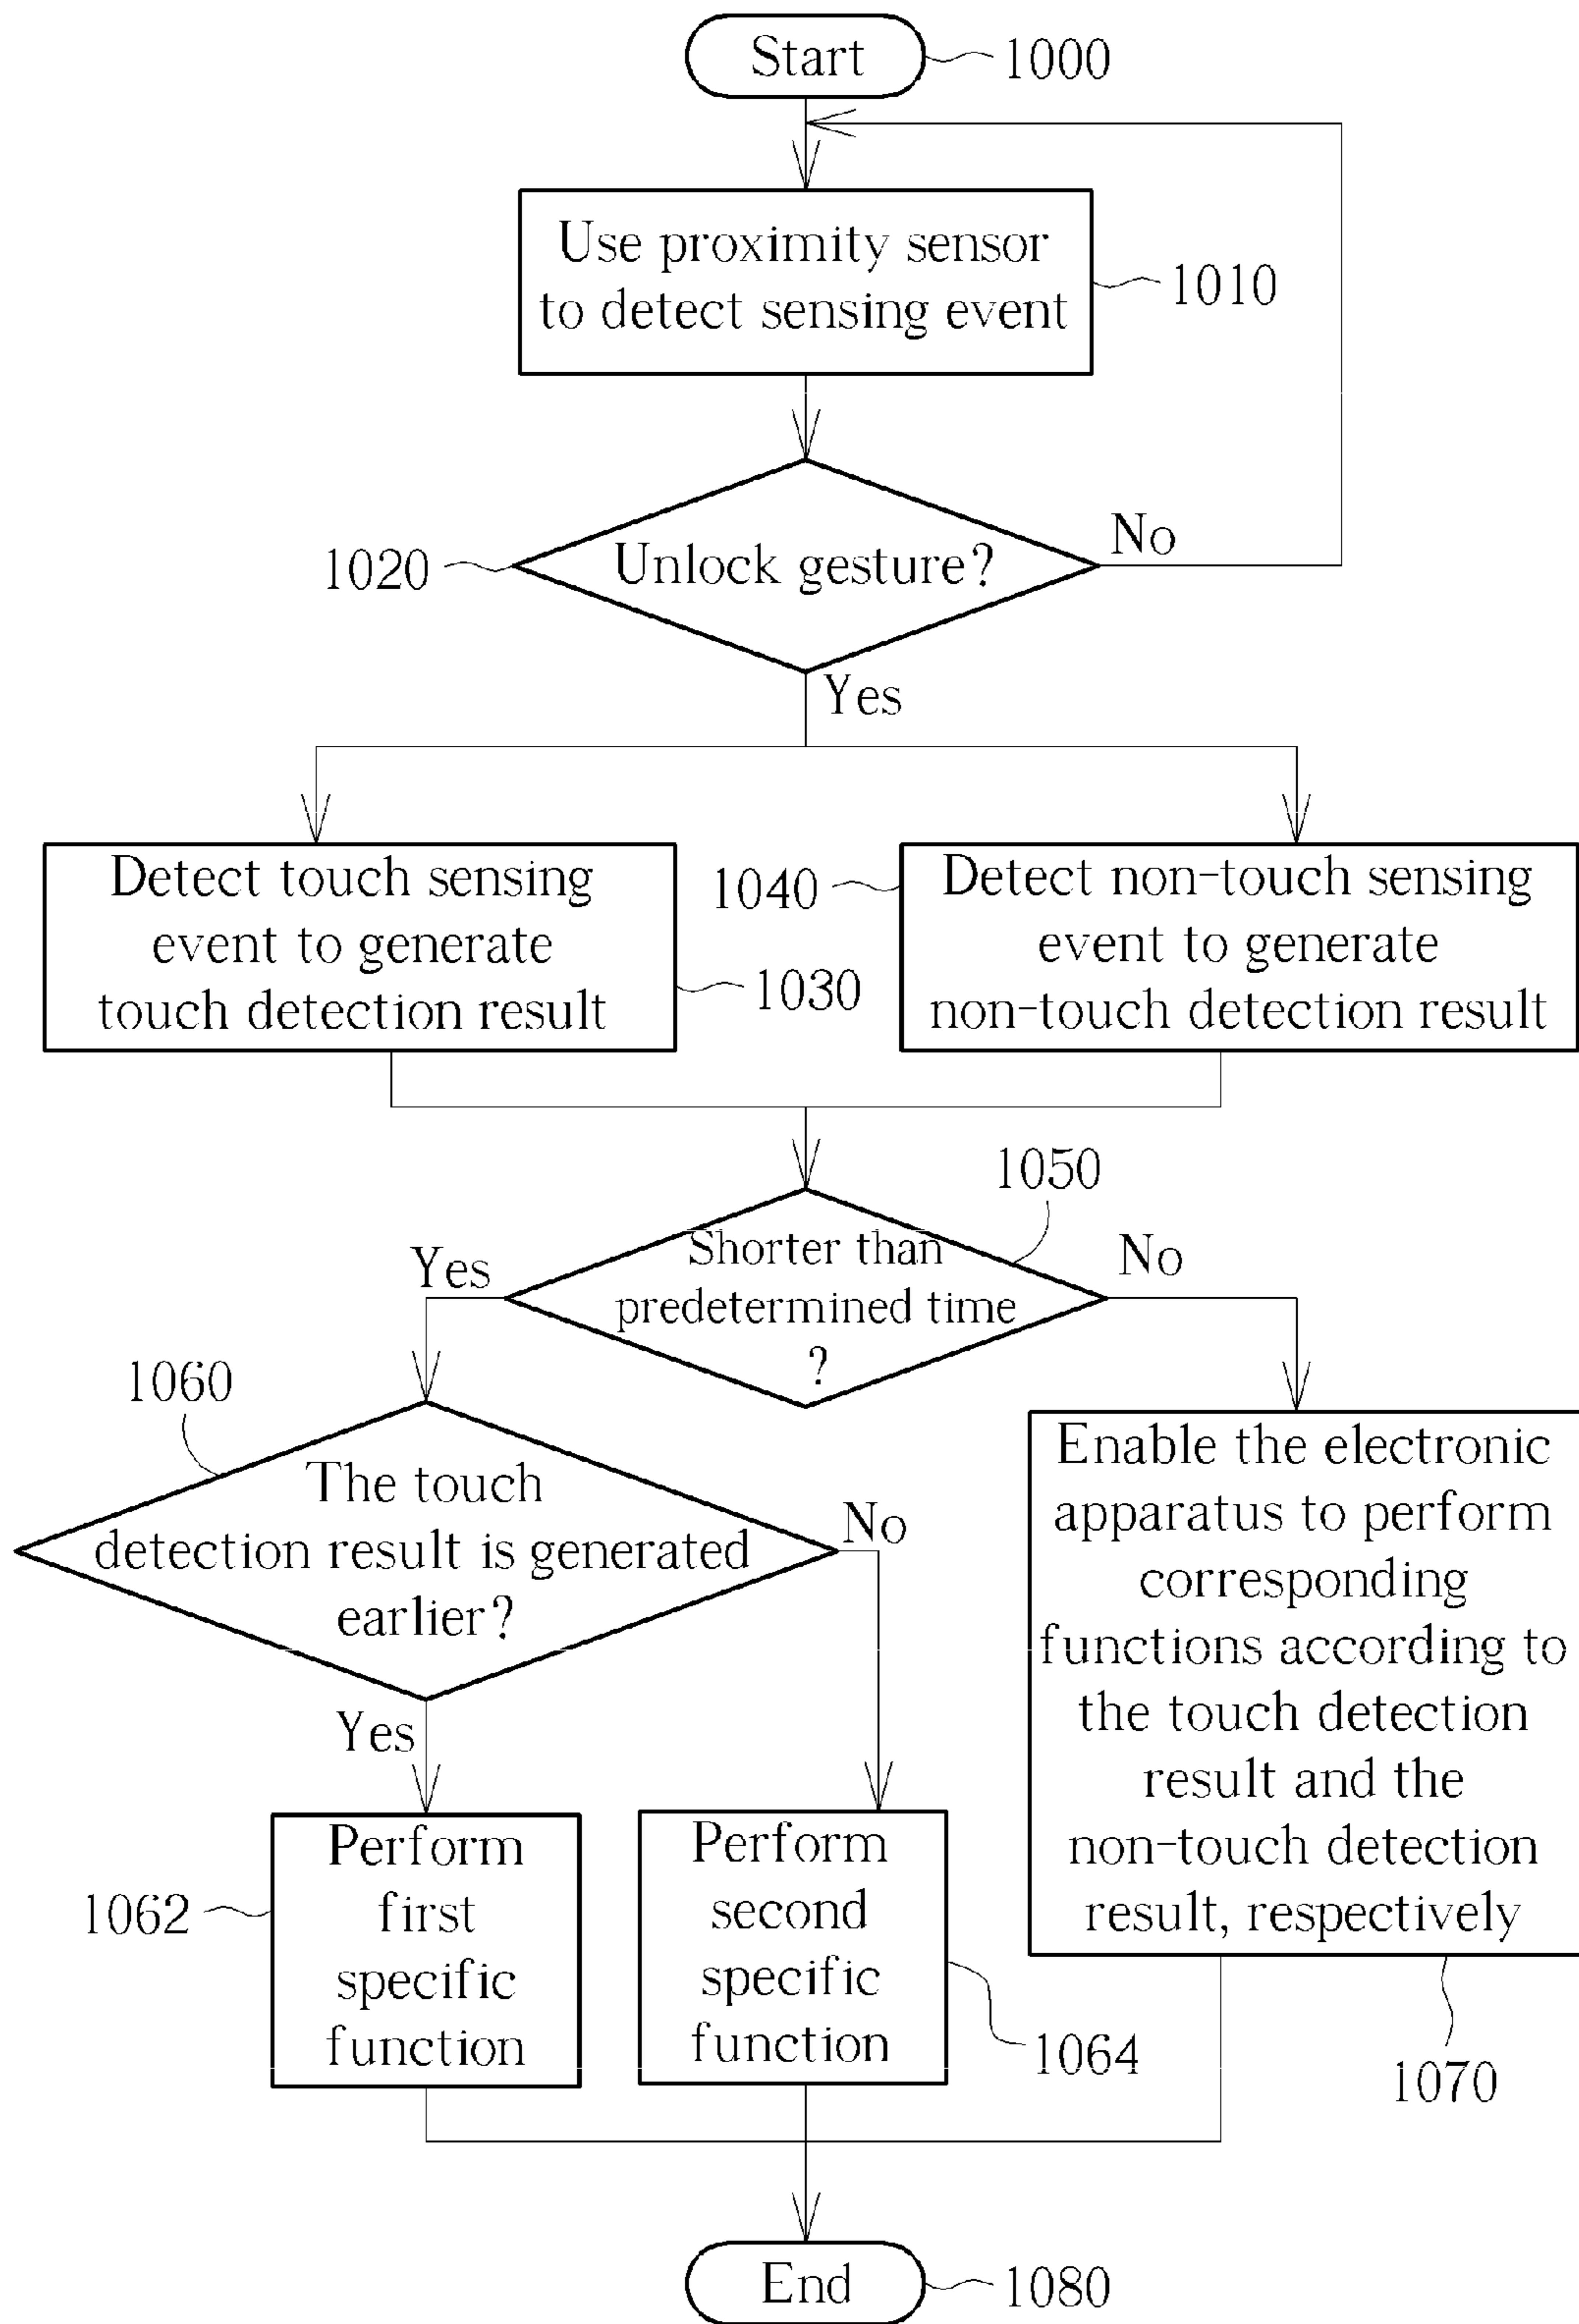 Start
1000
Use proximity sensor
to detect sensing event
1010
1020
Unlock gesture?
No
Yes
Detect touch sensing
event to generate
touch detection result
1030
1040
Detect non-touch sensing
event to generate
non-touch detection result
1050
Yes
Shorter than
predetermined time
?
No
1060
The touch
detection result is generated
earlier?
No
Yes
Enable the electronic
apparatus to perform
corresponding
functions according to
the touch detection
result and the
non-touch detection
result, respectively
1062
Perform
first
specific
function
Perform
second
specific
function
1064
1070
End
1080